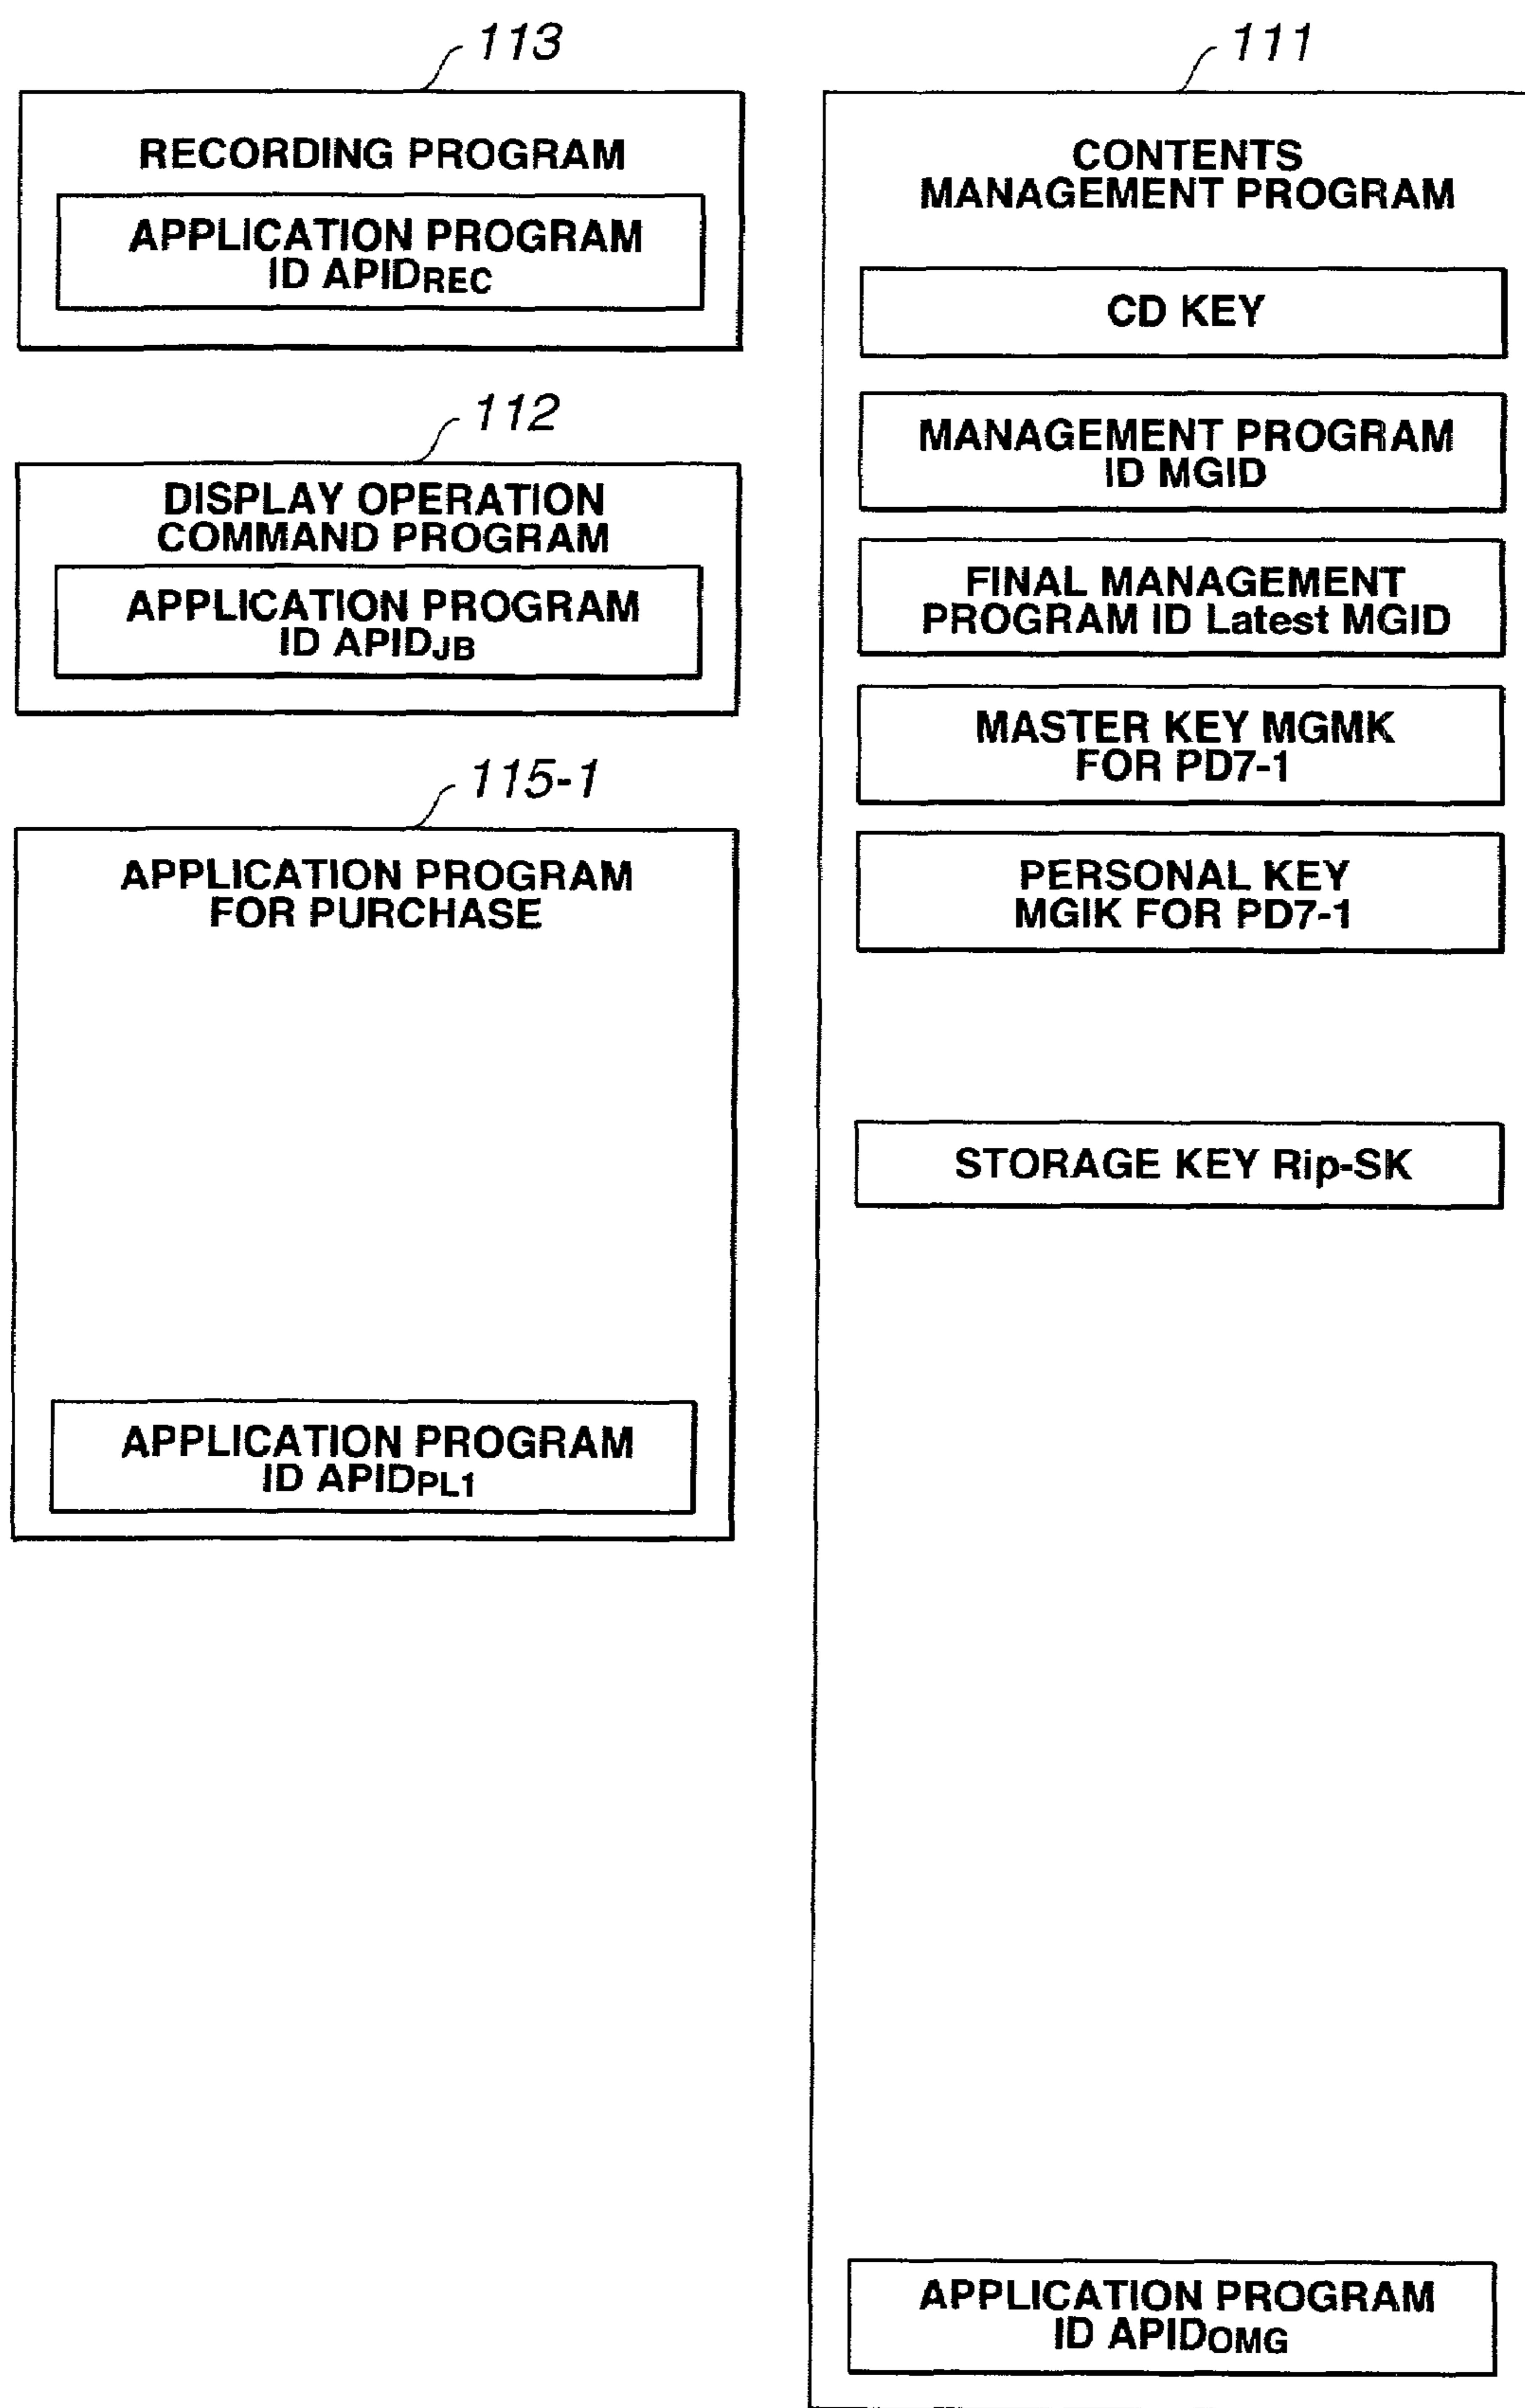 113
RECORDING PROGRAM
APPLICATION PROGRAM
ID APIDREC
112
DISPLAY OPERATION
COMMAND PROGRAM
APPLICATION PROGRAM
ID APIDJB
115-1
APPLICATION PROGRAM
FOR PURCHASE
APPLICATION PROGRAM
ID APIDPL1
111
CONTENTS
MANAGEMENT PROGRAM
CD KEY
MANAGEMENT PROGRAM
ID MGID
FINAL MANAGEMENT
PROGRAM ID Latest MGID
MASTER KEY MGMK
FOR PD7-1
PERSONAL KEY
MGIK FOR PD7-1
STORAGE KEY Rip-SK
APPLICATION PROGRAM
ID APIDOMG